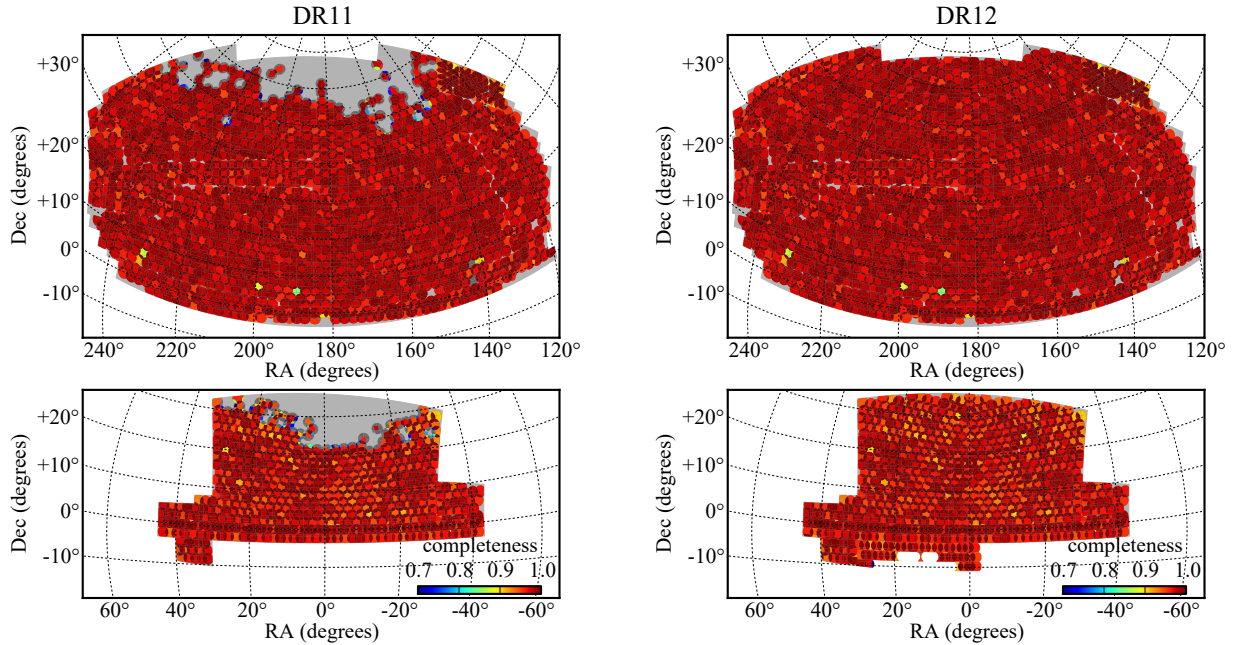 DR11
DR12
+30°
+20°
+10°
0°
-10°
Dec (degrees)
240° 220° 200° 180° 160° 140° 120°
RA (degrees)
+30°
+20°
+10°
0°
-10°
Dec (degrees)
240° 220° 200° 180° 160° 140° 120°
RA (degrees)
+20°
+10°
0°
-10°
Dec (degrees)
completeness
0.7 0.8 0.9 1.0
60° 40° 20° 0° -20° -40° -60°
RA (degrees)
+20°
+10°
0°
-10°
Dec (degrees)
completeness
0.7 0.8 0.9 1.0
60° 40° 20° 0° -20° -40° -60°
RA (degrees)